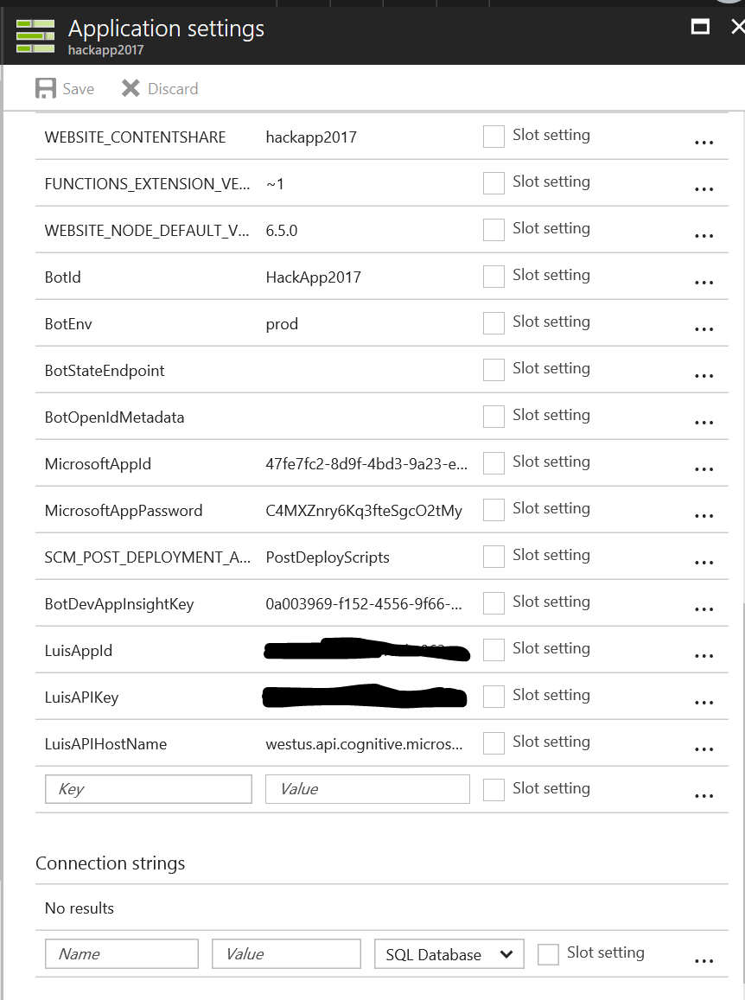 Application settings
hackapp2017
Save Discard
WEBSITE_CONTENTSHARE hackapp2017 Slot setting ...
FUNCTIONS_EXTENSION_VE... ~1 Slot setting ...
WEBSITE_NODE_DEFAULT_V... 6.5.0 Slot setting ...
BotId HackApp2017 Slot setting ...
BotEnv prod Slot setting ...
BotStateEndpoint Slot setting ...
BotOpenIdMetadata Slot setting ...
MicrosoftAppId 47fe7fc2-8d9f-4bd3-9a23-e... Slot setting ...
MicrosoftAppPassword C4MXZnry6Kq3fteSgcO2tMy Slot setting ...
SCM_POST_DEPLOYMENT_A... PostDeployScripts Slot setting ...
BotDevAppInsightKey 0a003969-f152-4556-9f66-... Slot setting ...
LuisAppId Slot setting ...
LuisAPIKey Slot setting ...
LuisAPIHostName westus.api.cognitive.micros... Slot setting ...
Key Value Slot setting ...
Connection strings
No results
Name Value SQL Database Slot setting ...